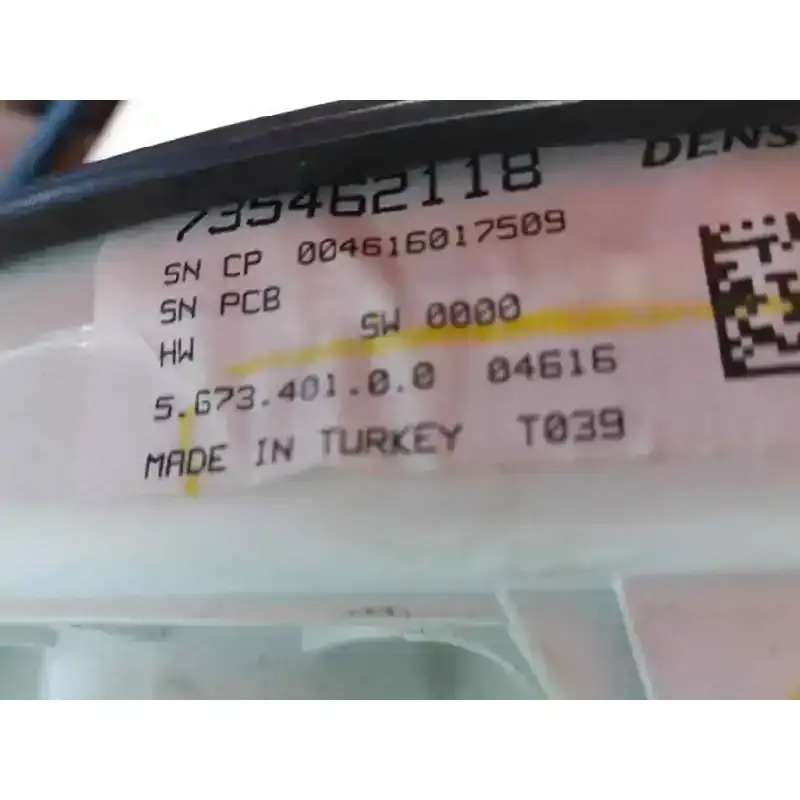 DENS
735462118
SN CP 004616017509
SN PCB
HW SW 0000
5.673.401.0.0 04616
MADE IN TURKEY T039